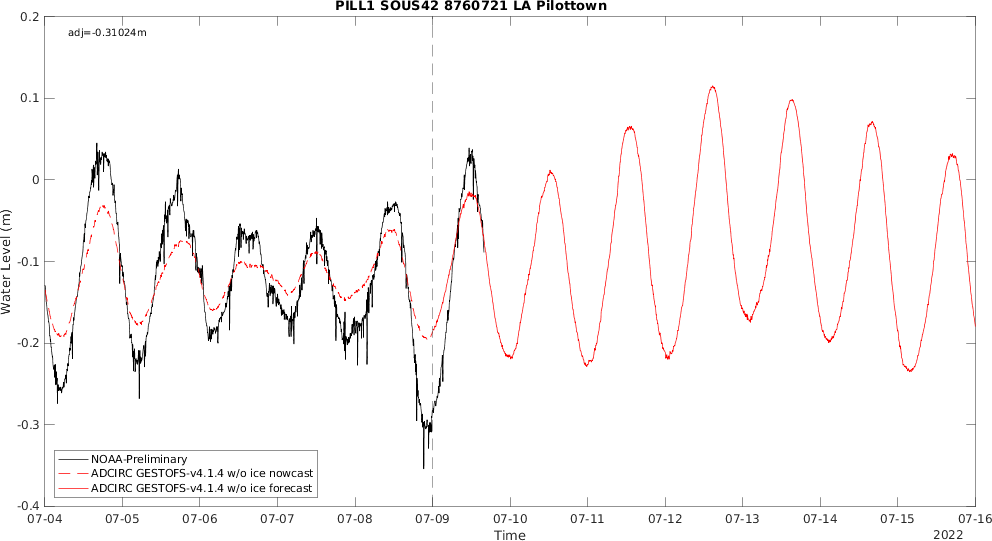 PILL1 SOUS42 8760721 LA Pilottown
adj=-0.31024m
0.2
0.1
0
-0.1
-0.2
-0.3
-0.4
Water Level (m)
NOAA-Preliminary
ADCIRC GESTOFS-v4.1.4 w/o ice nowcast
ADCIRC GESTOFS-v4.1.4 w/o ice forecast
07-04 07-05 07-06 07-07 07-08 07-09 07-10 07-11 07-12 07-13 07-14 07-15 07-16
Time
2022